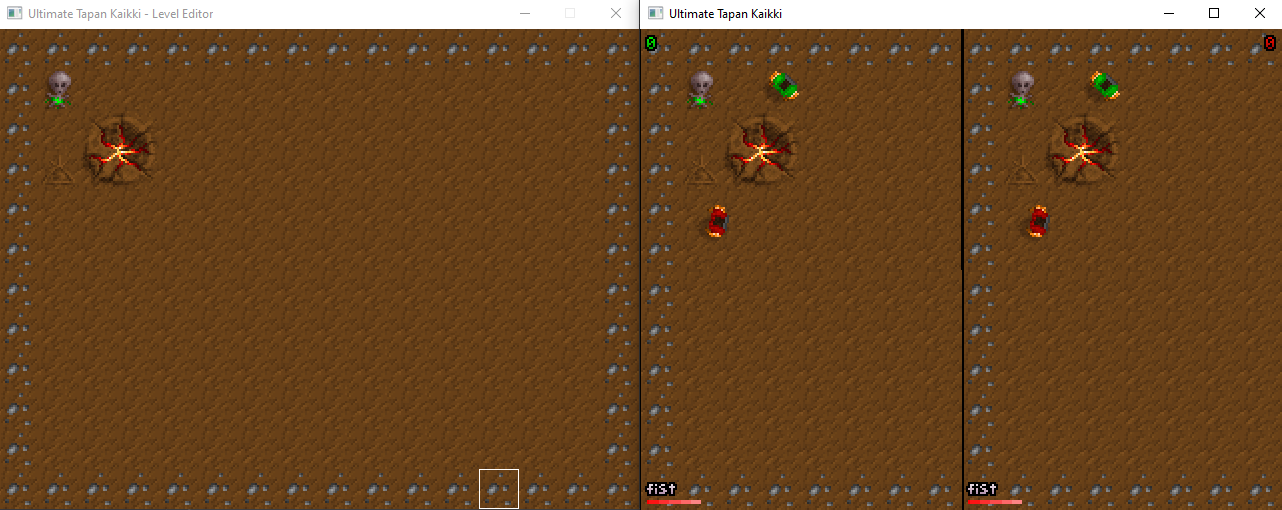 Ultimate Tapan Kaikki - Level Editor
Ultimate Tapan Kaikki
0
0
fist
fist